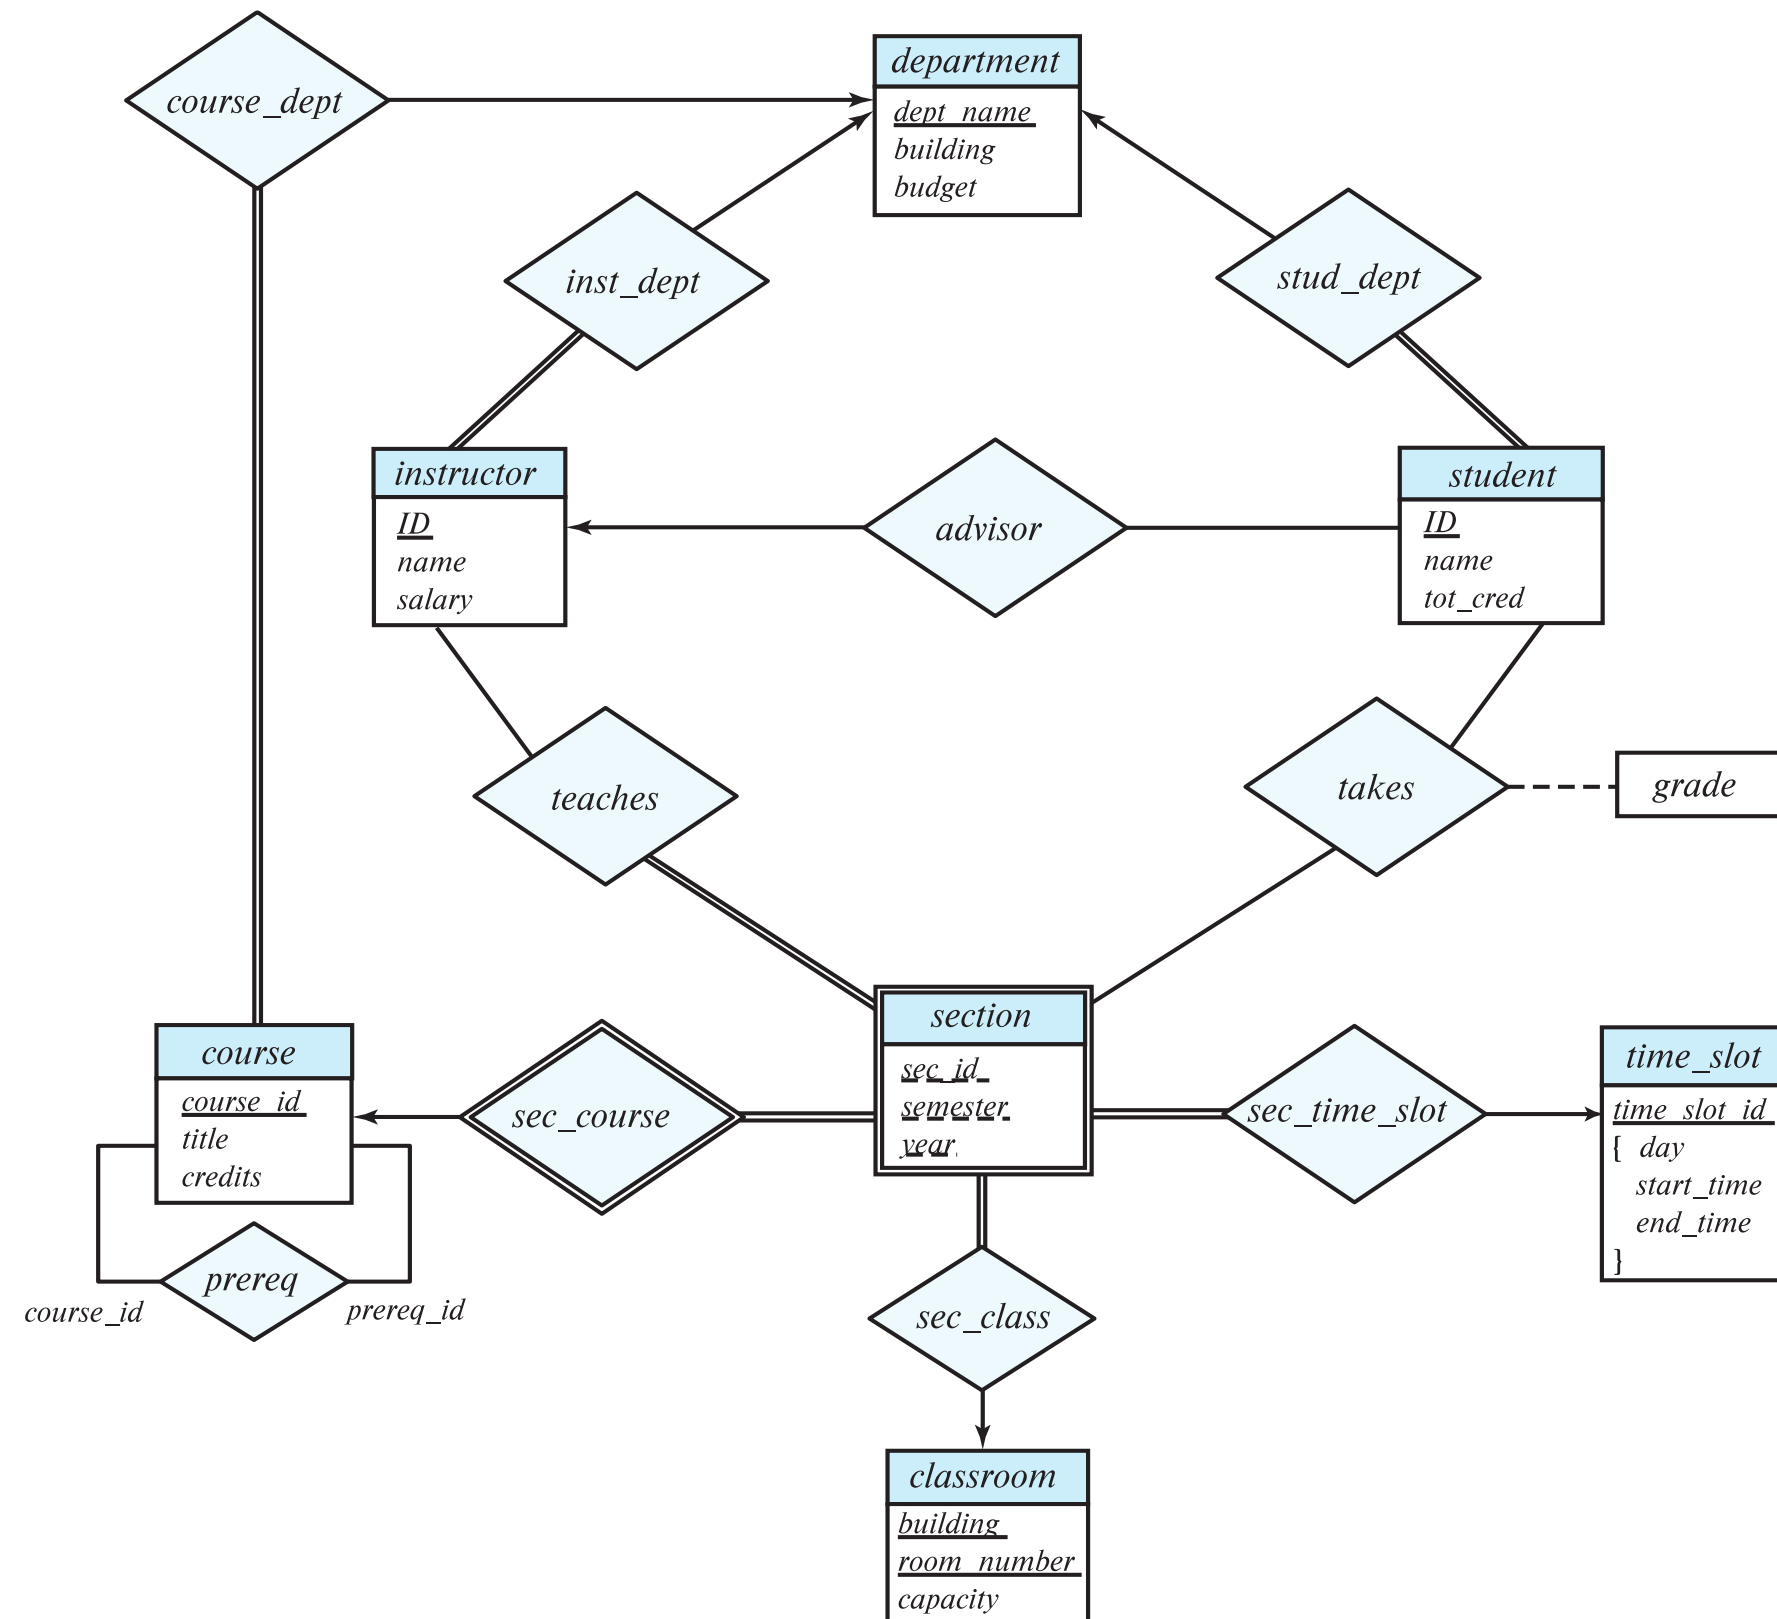 course_dept
department
dept_name
building
budget
inst_dept
stud_dept
instructor
ID
name
salary
advisor
student
ID
name
tot_cred
teaches
takes
grade
course
course_id
title
credits
sec_course
section
sec_id
semester
year
sec_time_slot
time_slot
time_slot_id
{ day
start_time
end_time
}
prereq
course_id
prereq_id
sec_class
classroom
building
room_number
capacity